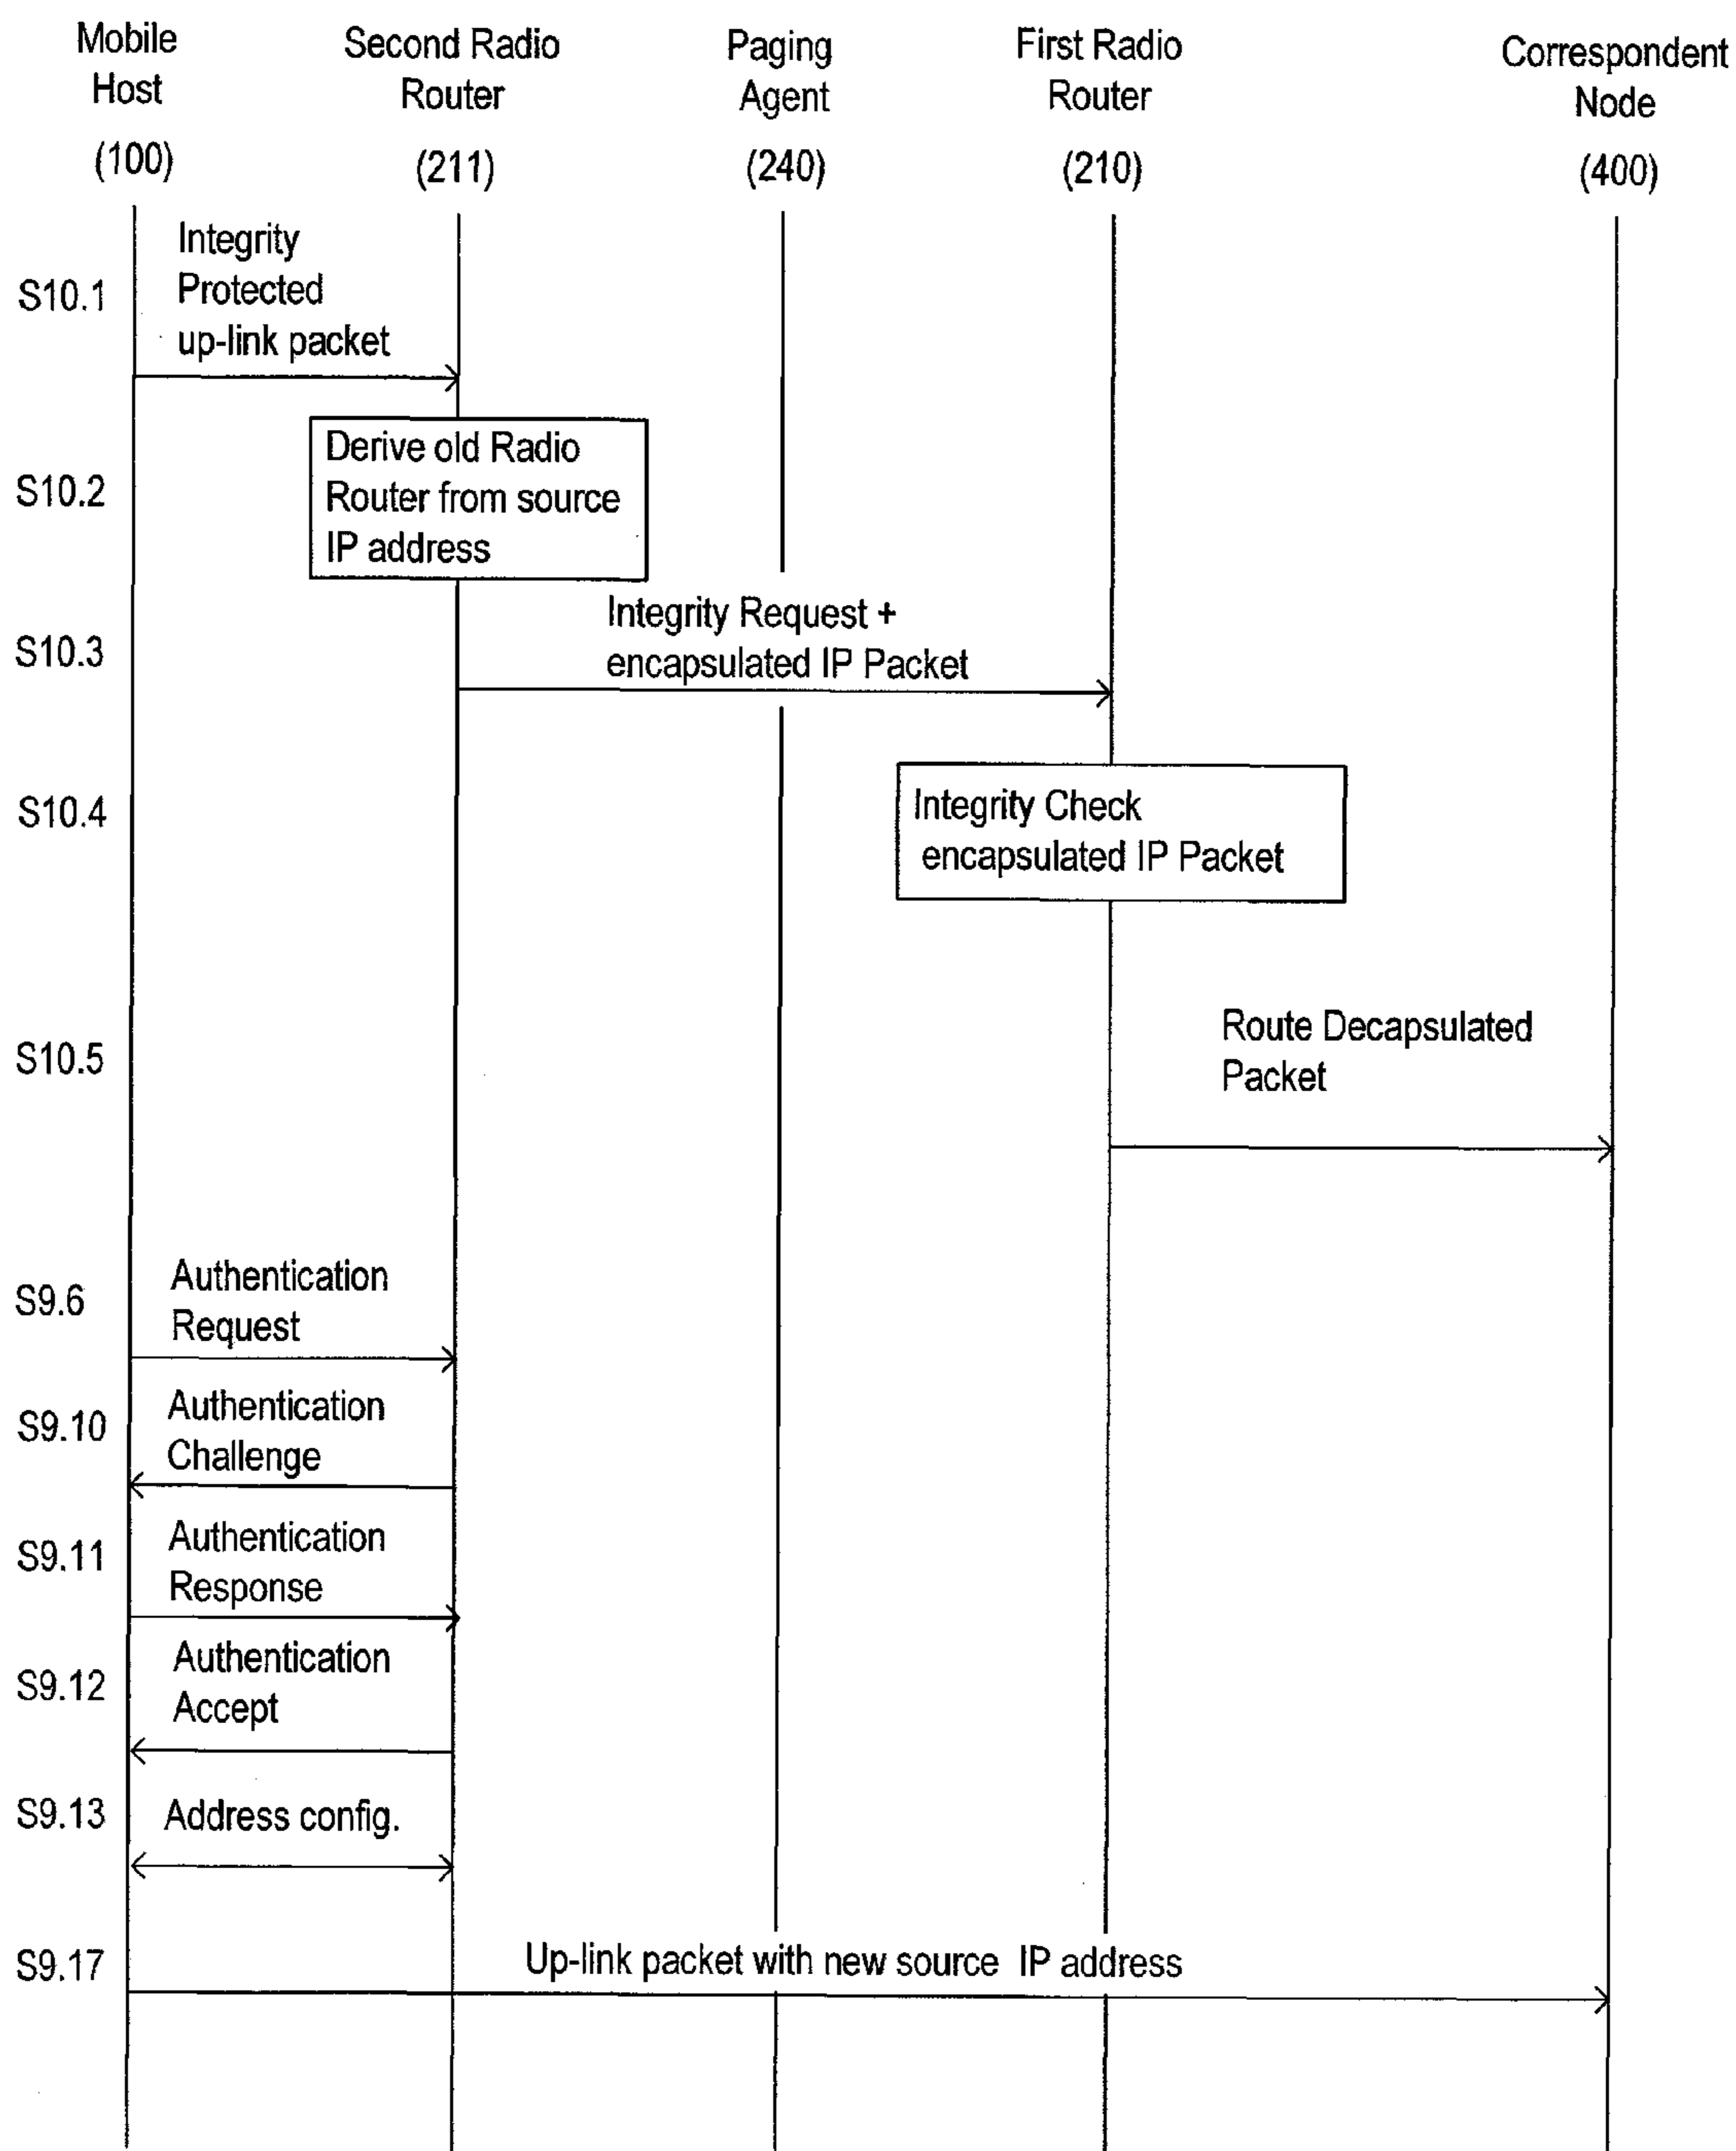 Mobile
Host
(100)
Second Radio
Router
(211)
Paging
Agent
(240)
First Radio
Router
(210)
Correspondent
Node
(400)
S10.1
Integrity
Protected
up-link packet
S10.2
Derive old Radio
Router from source
IP address
S10.3
Integrity Request +
encapsulated IP Packet
S10.4
Integrity Check
encapsulated IP Packet
S10.5
Route Decapsulated
Packet
S9.6
Authentication
Request
S9.10
Authentication
Challenge
S9.11
Authentication
Response
S9.12
Authentication
Accept
S9.13
Address config.
S9.17
Up-link packet with new source IP address